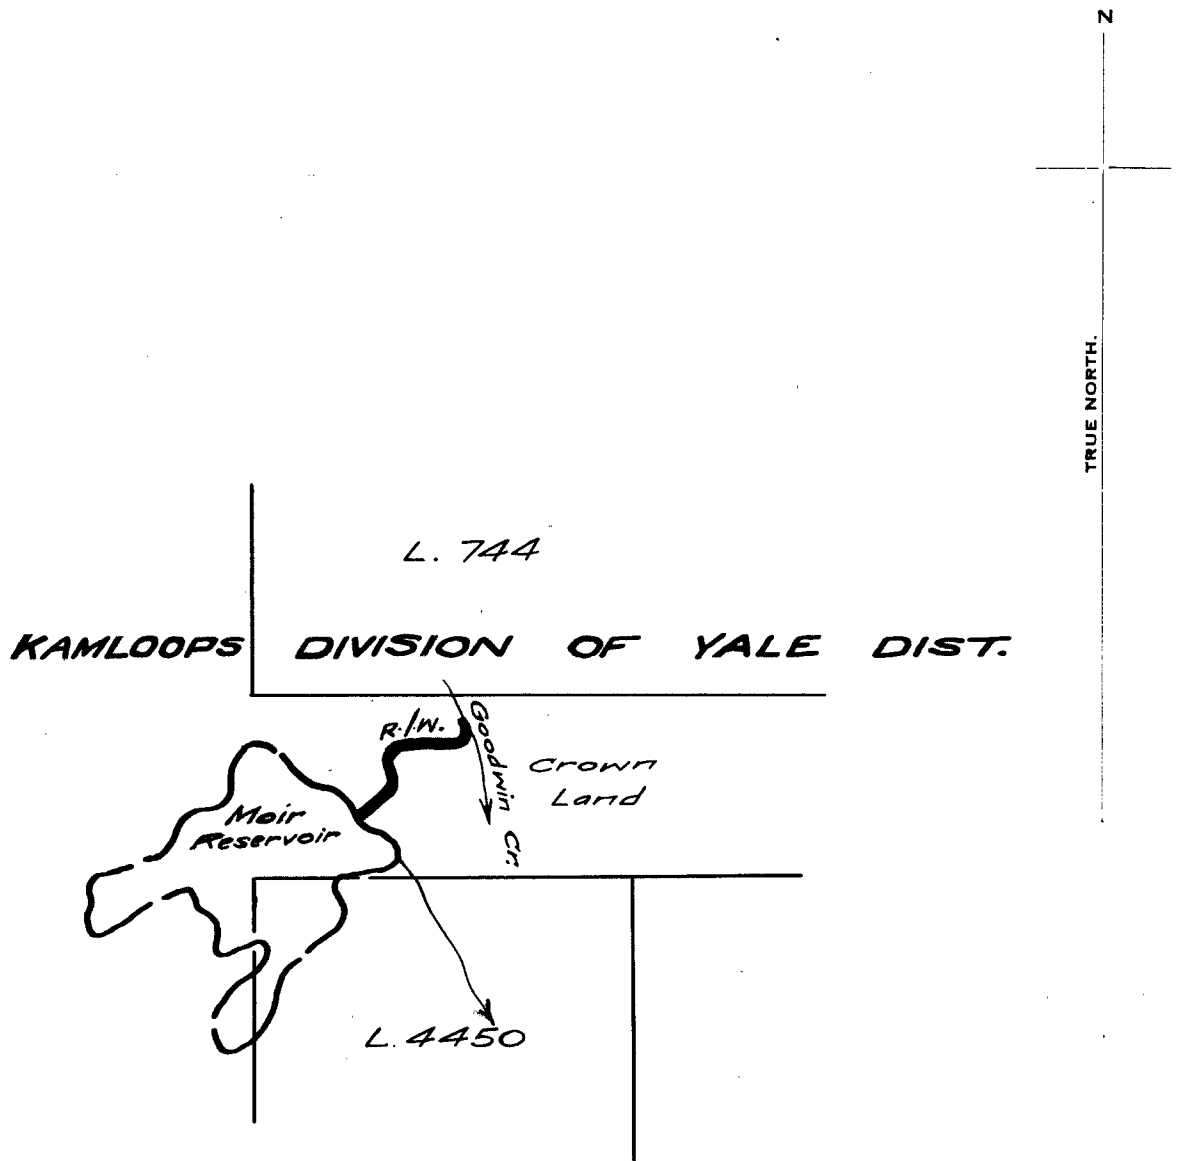 N
TRUE NORTH.
L. 744
KAMLOOPS DIVISION OF YALE DIST.
R./W.
Goodwin Cr.
Crown
Land
Moir
Reservoir
L. 4450